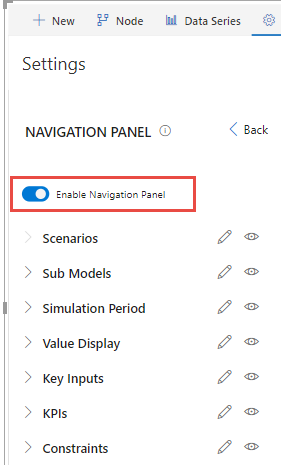 New Node Data Series
Settings
NAVIGATION PANEL Back
Enable Navigation Panel
Scenarios
Sub Models
Simulation Period
Value Display
Key Inputs
KPIs
Constraints